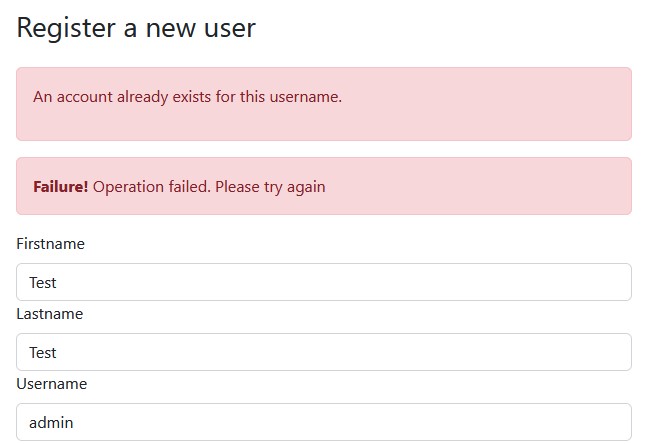 Register a new user
An account already exists for this username.
Failure! Operation failed. Please try again
Firstname
Test
Lastname
Test
Username
admin